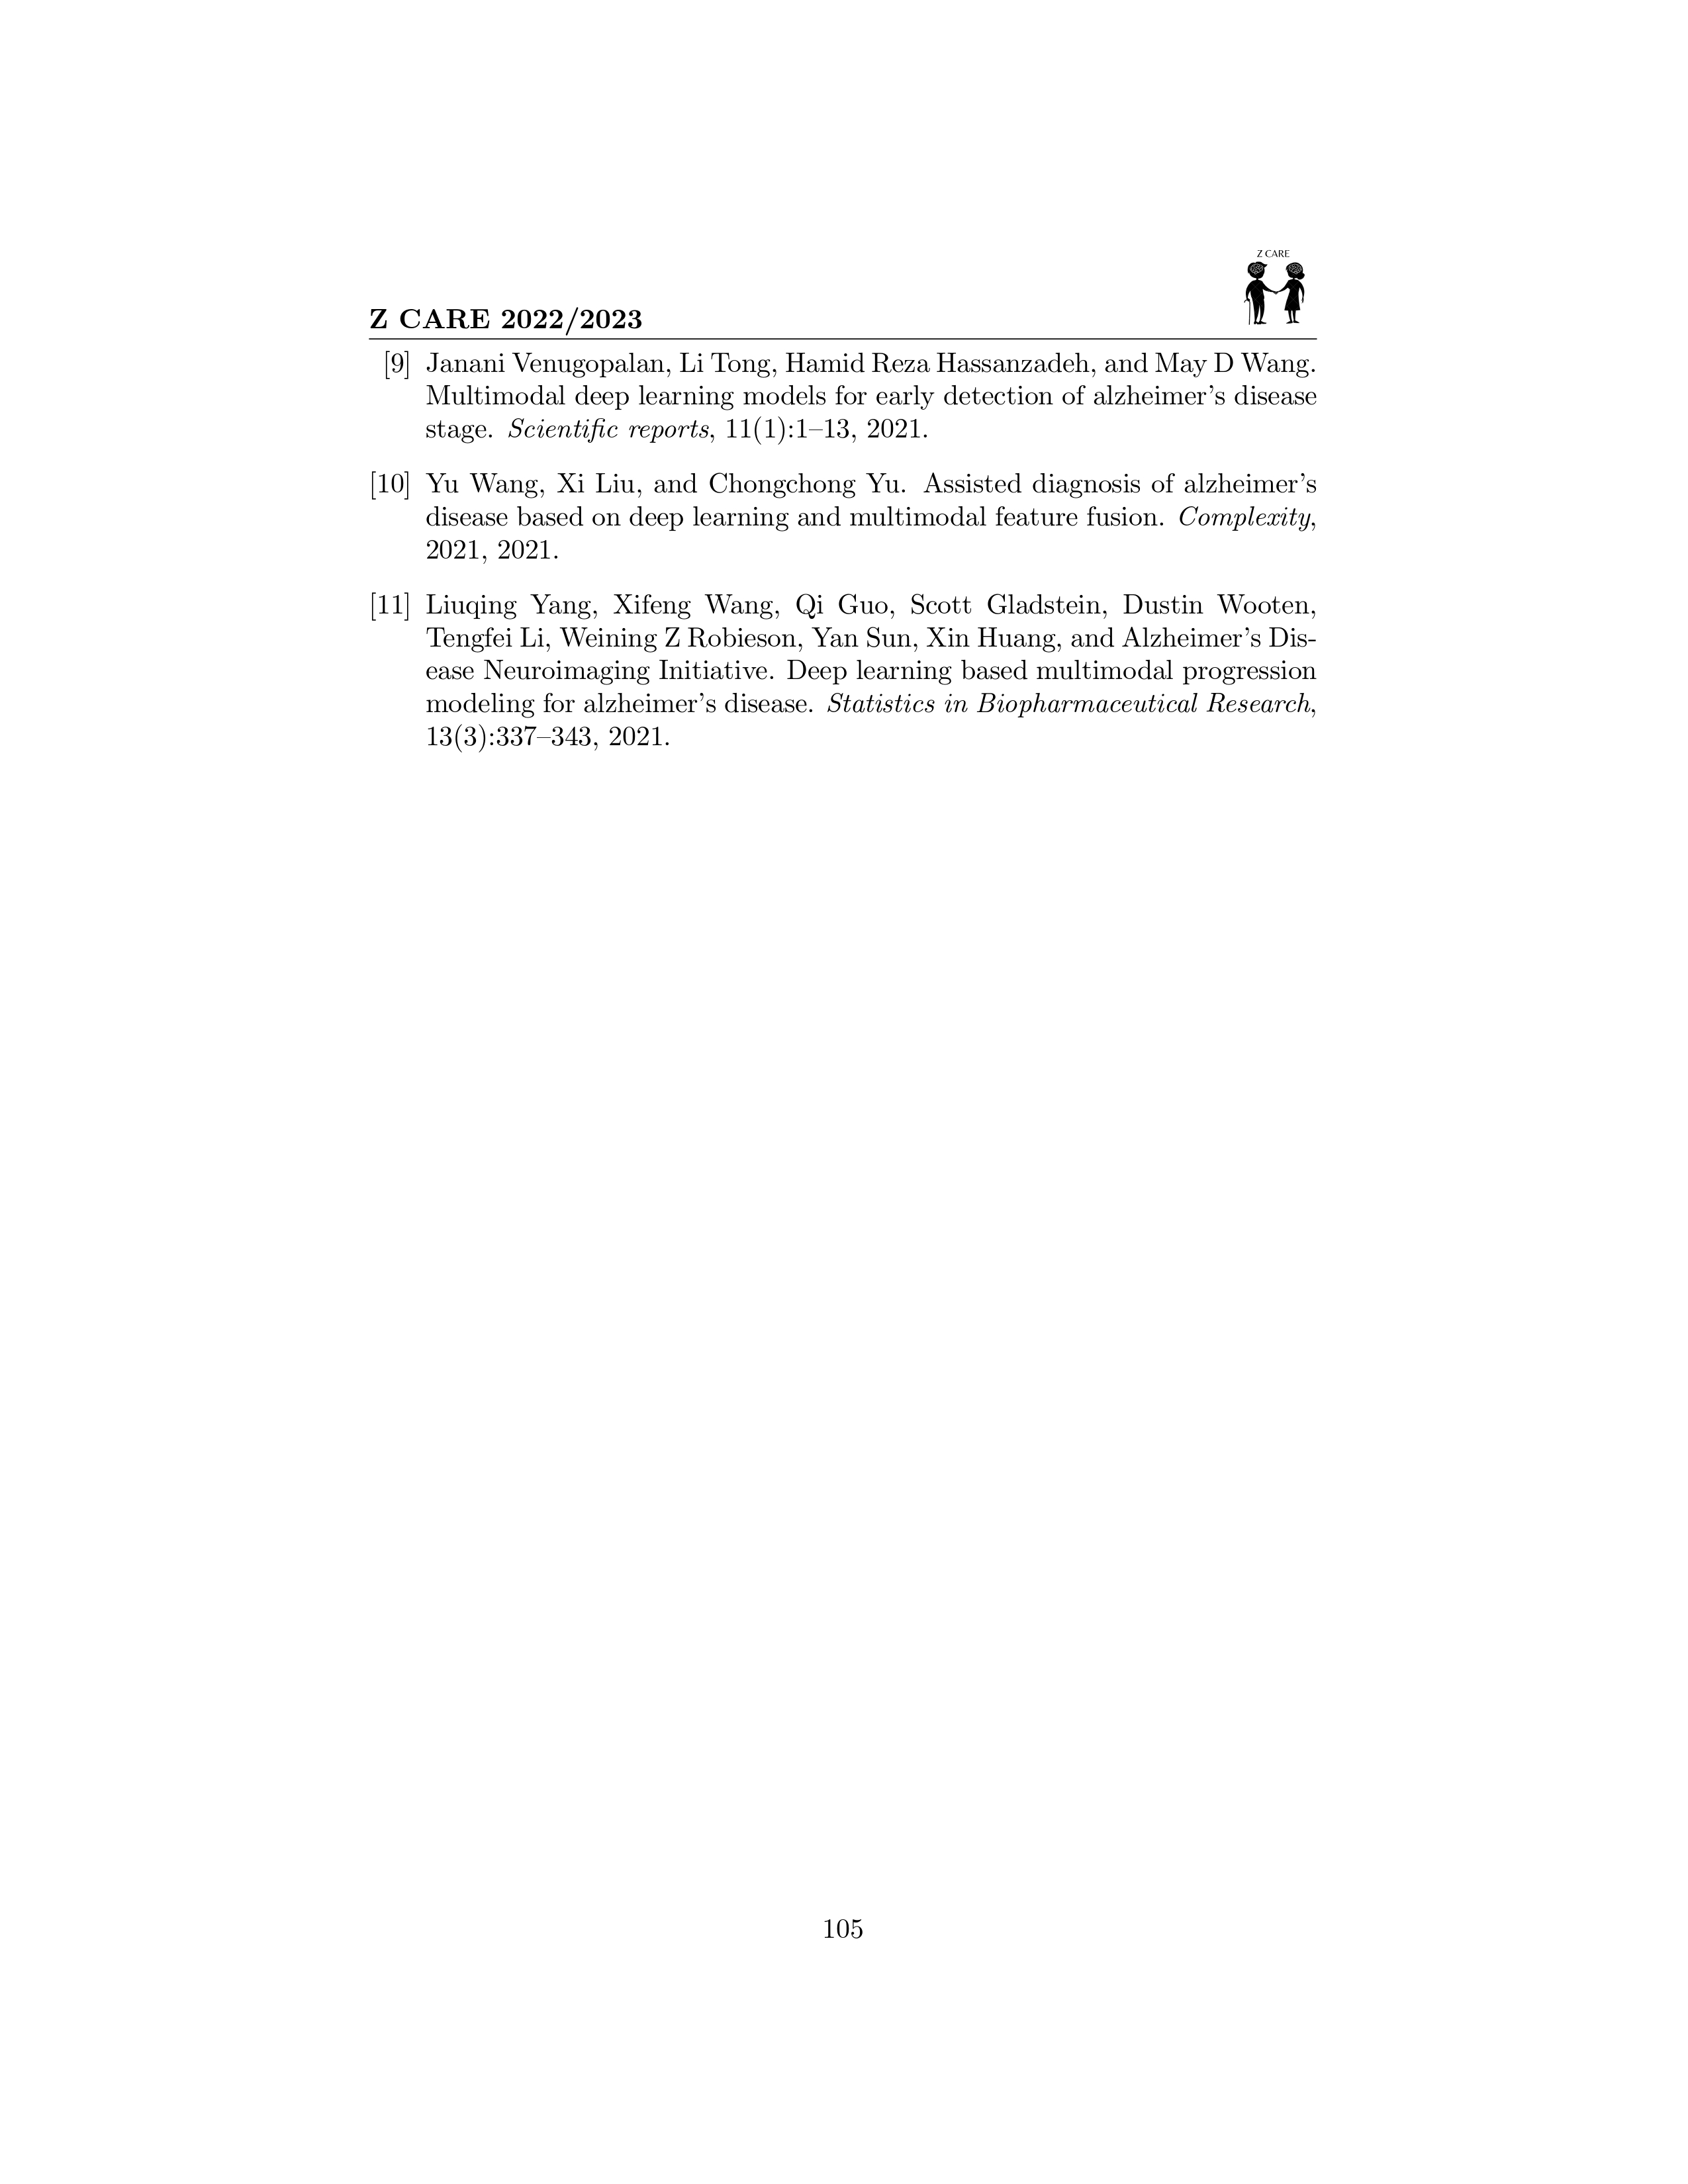 Z CARE
Z CARE 2022/2023
[9] Janani Venugopalan, Li Tong, Hamid Reza Hassanzadeh, and May D Wang.
Multimodal deep learning models for early detection of alzheimer's disease
stage. Scientific reports, 11(1):1–13, 2021.
[10] Yu Wang, Xi Liu, and Chongchong Yu. Assisted diagnosis of alzheimer's
disease based on deep learning and multimodal feature fusion. Complexity,
2021, 2021.
[11] Liuqing Yang, Xifeng Wang, Qi Guo, Scott Gladstein, Dustin Wooten,
Tengfei Li, Weining Z Robieson, Yan Sun, Xin Huang, and Alzheimer's Dis-
ease Neuroimaging Initiative. Deep learning based multimodal progression
modeling for alzheimer's disease. Statistics in Biopharmaceutical Research,
13(3):337–343, 2021.
105